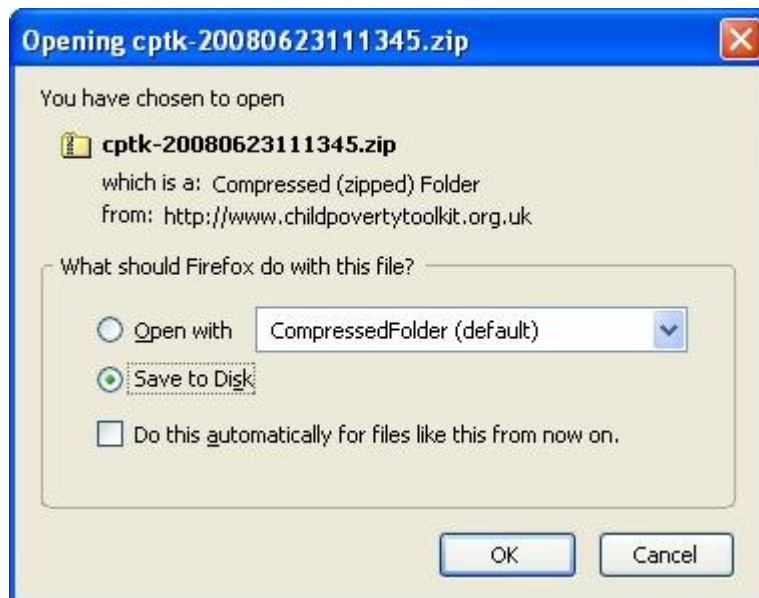 Opening cptk-20080623111345.zip
You have chosen to open
cptk-20080623111345.zip
which is a: Compressed (zipped) Folder
from: http://www.childpovertytoolkit.org.uk
What should Firefox do with this file?
Open with CompressedFolder (default)
Save to Disk
Do this automatically for files like this from now on.
OK Cancel